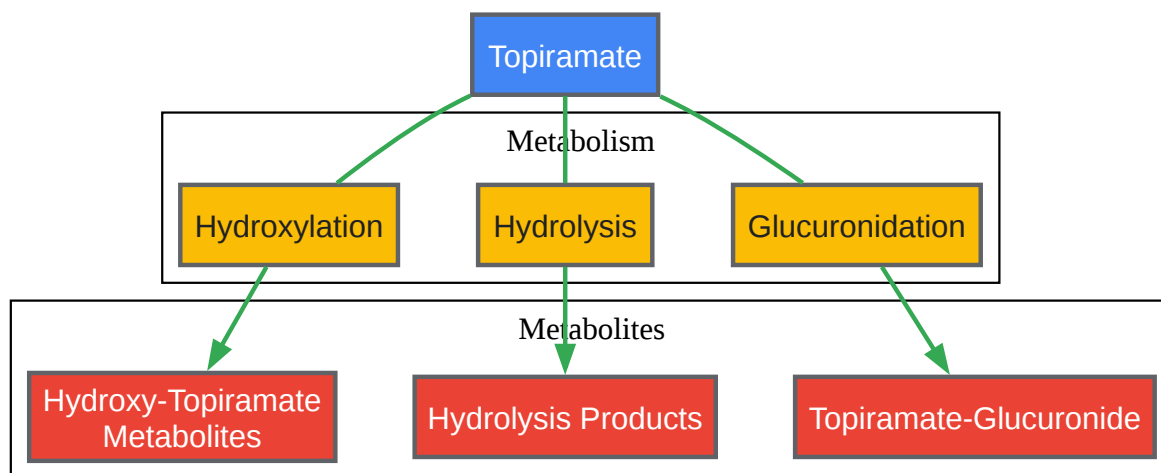 Topiramate
Metabolism
Hydroxylation
Hydrolysis
Glucuronidation
Metabolites
Hydroxy-Topiramate
Metabolites
Hydrolysis Products
Topiramate-Glucuronide